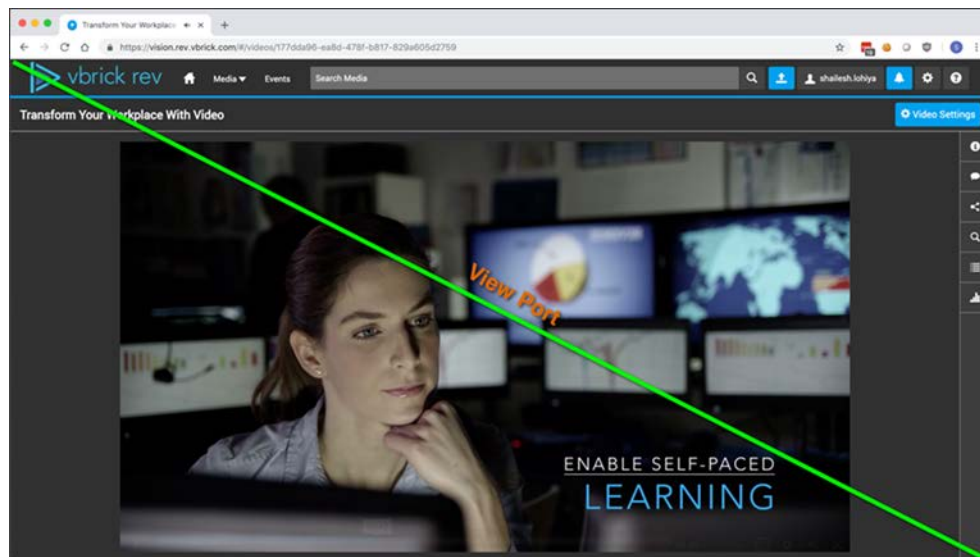 Transform Your Workplace
https://vision.rev.vbrick.com/#/videos/177dda96-ea8d-478f-b817-829a605d2759
vbrick rev Media Events Search Media shailesh.lohiya
Transform Your Workplace With Video Video Settings
View Port
ENABLE SELF-PACED
LEARNING